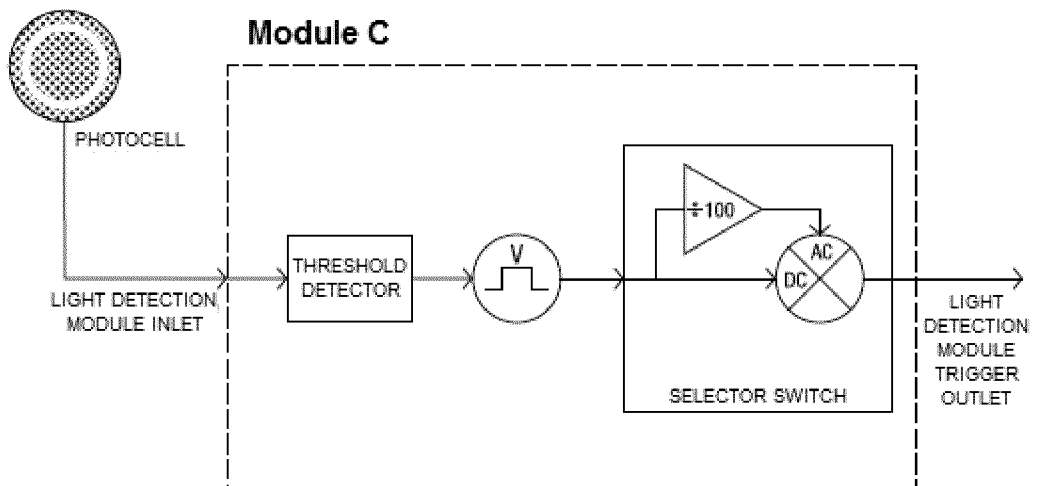 Module C
PHOTOCELL
LIGHT DETECTION
MODULE INLET
THRESHOLD
DETECTOR
V
÷100
AC
DC
SELECTOR SWITCH
LIGHT
DETECTION
MODULE
TRIGGER
OUTLET